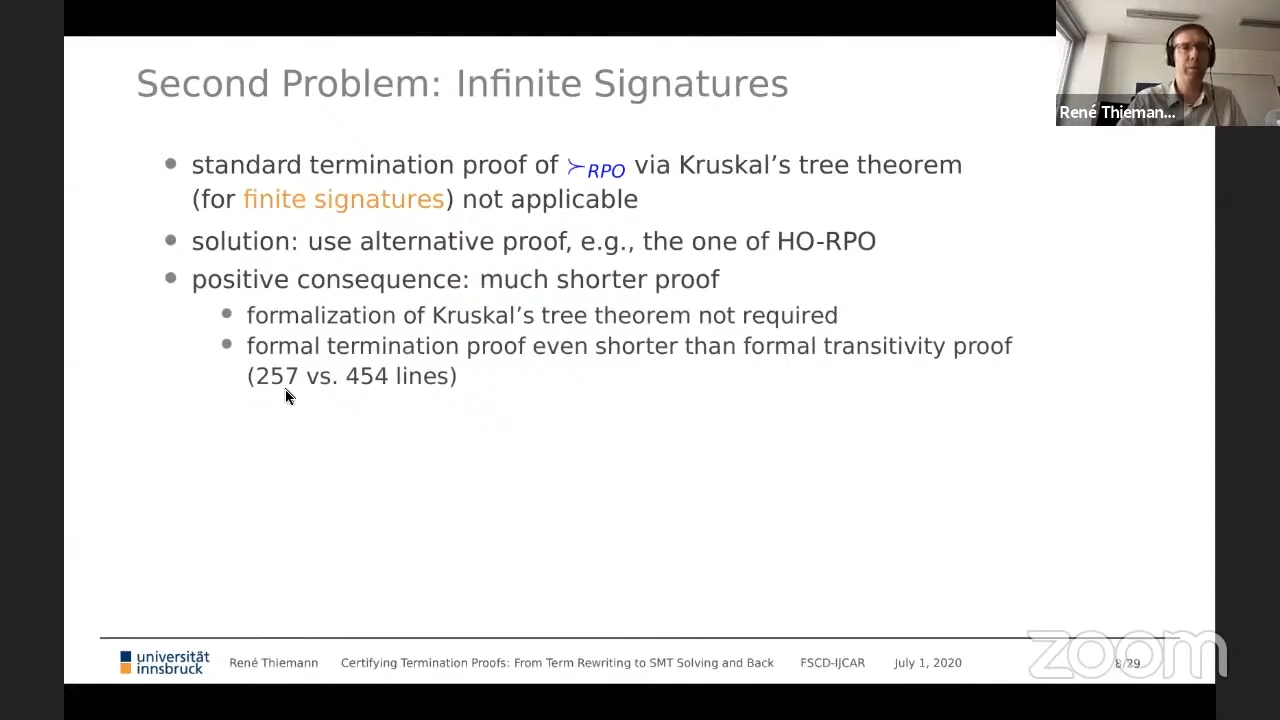 Second Problem: Infinite Signatures
René Thieman...
• standard termination proof of ≻RPO via Kruskal's tree theorem
(for finite signatures) not applicable
• solution: use alternative proof, e.g., the one of HO-RPO
• positive consequence: much shorter proof
• formalization of Kruskal's tree theorem not required
• formal termination proof even shorter than formal transitivity proof
(257 vs. 454 lines)
universität
innsbruck
René Thiemann Certifying Termination Proofs: From Term Rewriting to SMT Solving and Back FSCD-IJCAR July 1, 2020 8/29
zoom